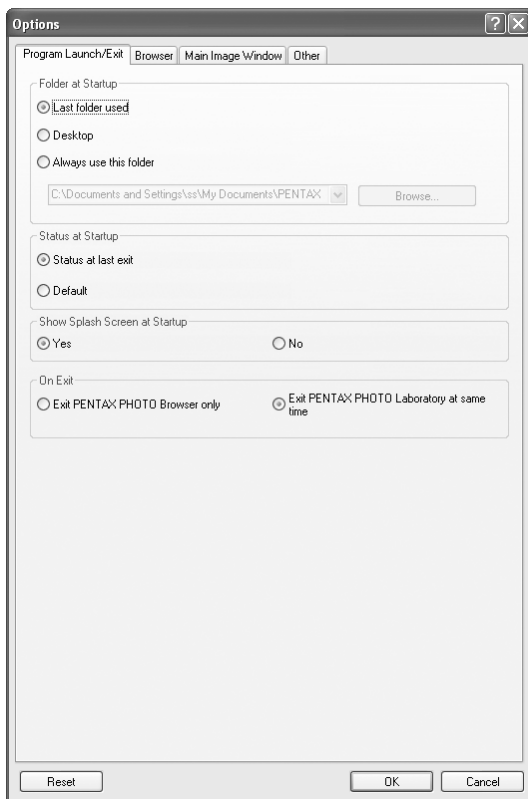 Options
Program Launch/Exit Browser Main Image Window Other
Folder at Startup
Last folder used
Desktop
Always use this folder
C:\Documents and Settings\ss\My Documents\PENTAX Browse...
Status at Startup
Status at last exit
Default
Show Splash Screen at Startup
Yes No
On Exit
Exit PENTAX PHOTO Browser only Exit PENTAX PHOTO Laboratory at same
time
Reset OK Cancel